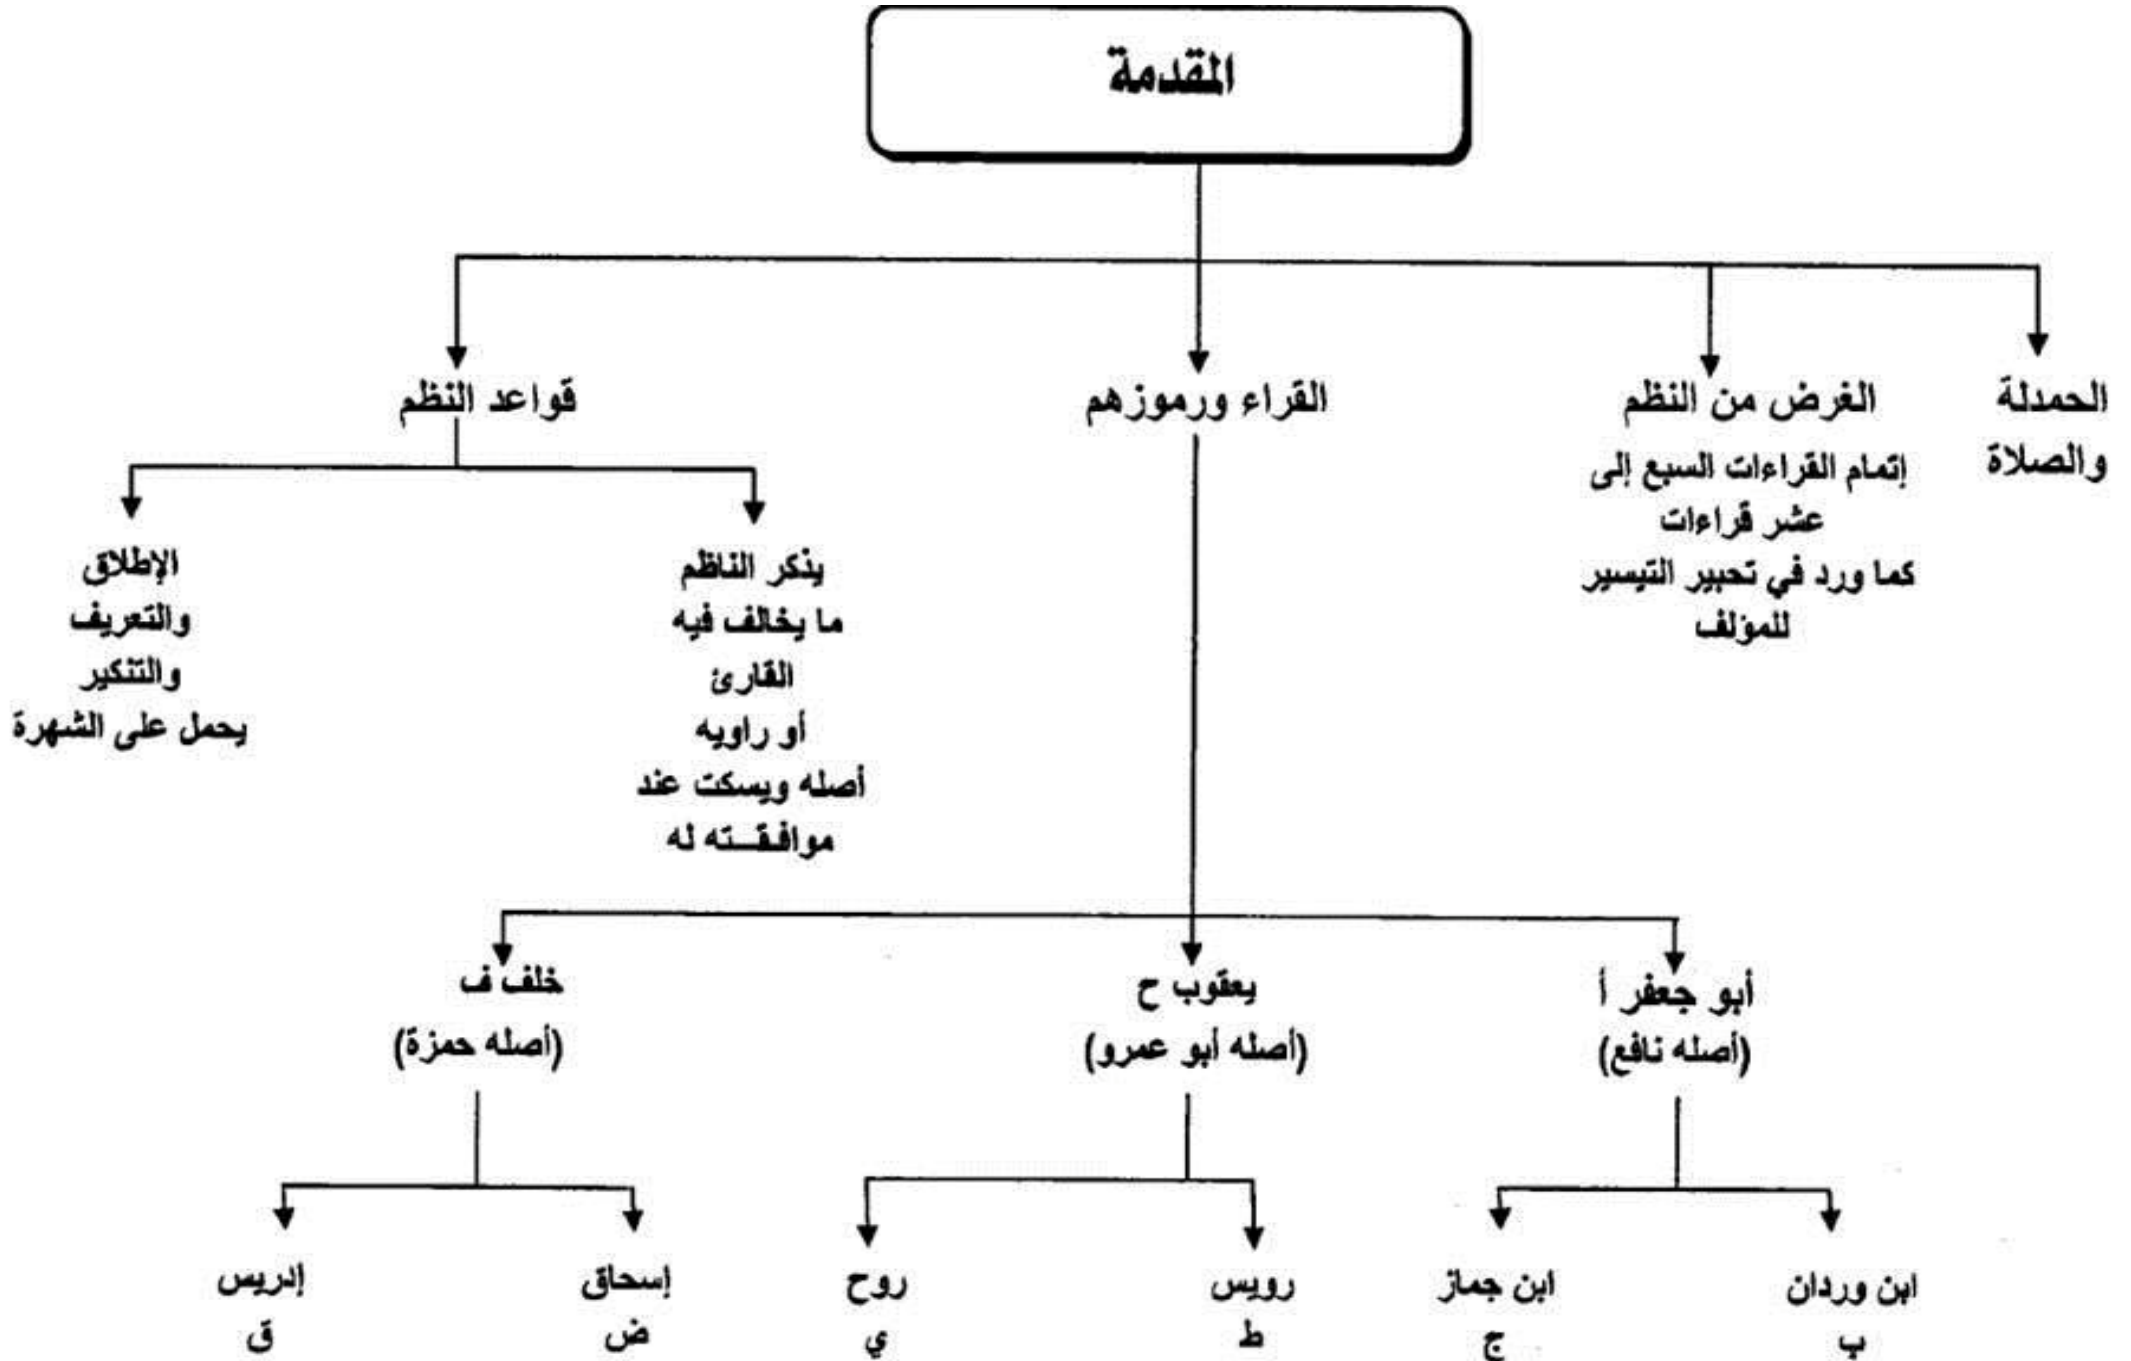 المقدمة
الحمدلة
والصلاة
الغرض من النظم
إتمام القراءات السبع إلى
عشر قراءات
كما ورد في تحبير التيسير
للمؤلف
القراء ورموزهم
قواعد النظم
يذكر الناظم
ما يخالف فيه
القارئ
أو راويه
أصله ويسكت عند
موافقـته له
الإطلاق
والتعريف
والتنكير
يحمل على الشهرة
أبو جعفر أ
(أصله نافع)
يعقوب ح
(أصله أبو عمرو)
خلف ف
(أصله حمزة)
ابن وردان
ب
ابن جماز
ج
رويس
ط
روح
ي
إسحاق
ض
إدريس
ق